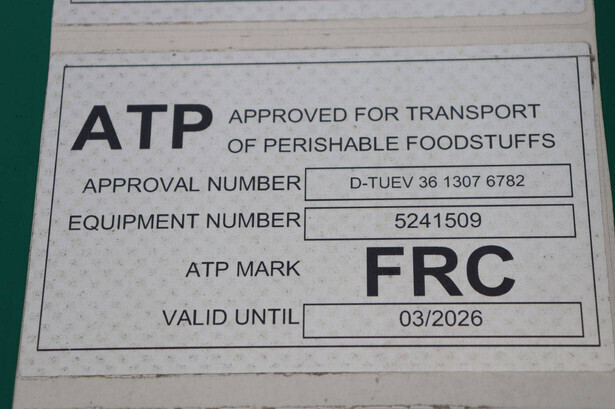 ATP APPROVED FOR TRANSPORT
OF PERISHABLE FOODSTUFFS
APPROVAL NUMBER D-TUEV 36 1307 6782
EQUIPMENT NUMBER 5241509
ATP MARK FRC
VALID UNTIL 03/2026